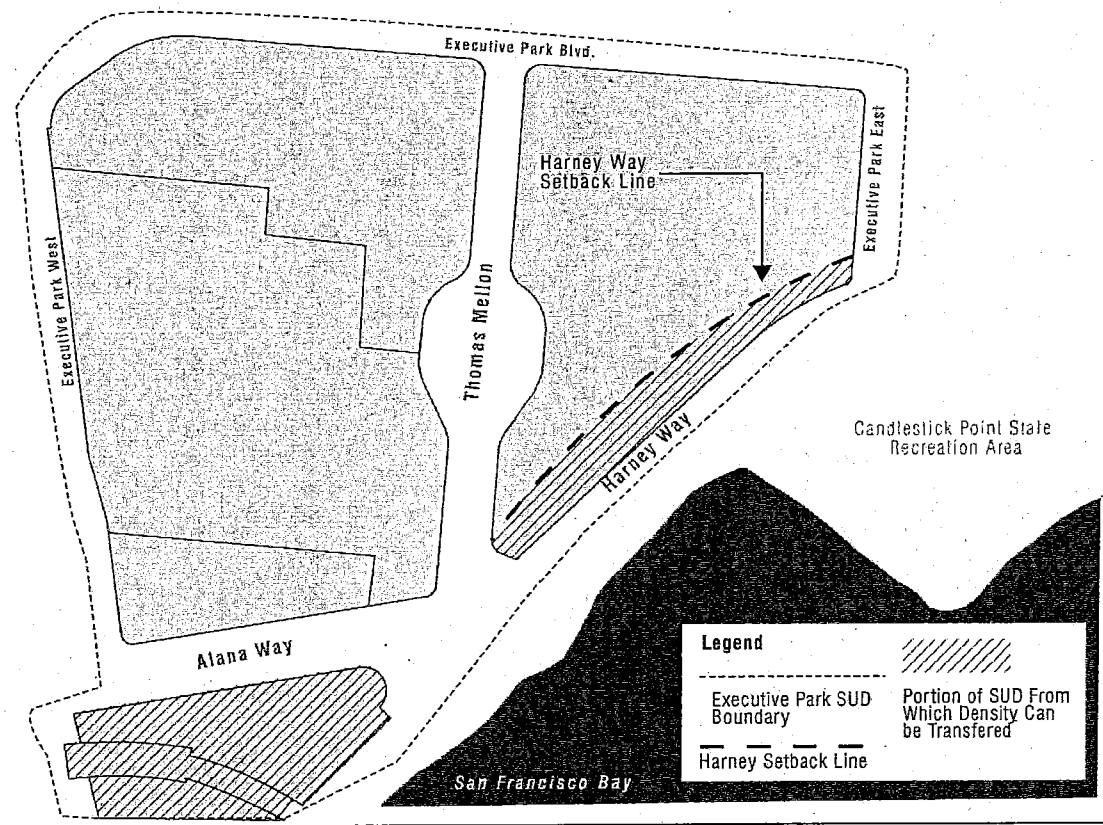 Executive Park Blvd.
Executive Park East
Harney Way
Setback Line
Executive Park West
Thomas Mellon
Harney Way
Candlestick Point State
Recreation Area
Alana Way
San Francisco Bay
Legend
Executive Park SUD
Boundary
Harney Setback Line
Portion of SUD From
Which Density Can
be Transfered